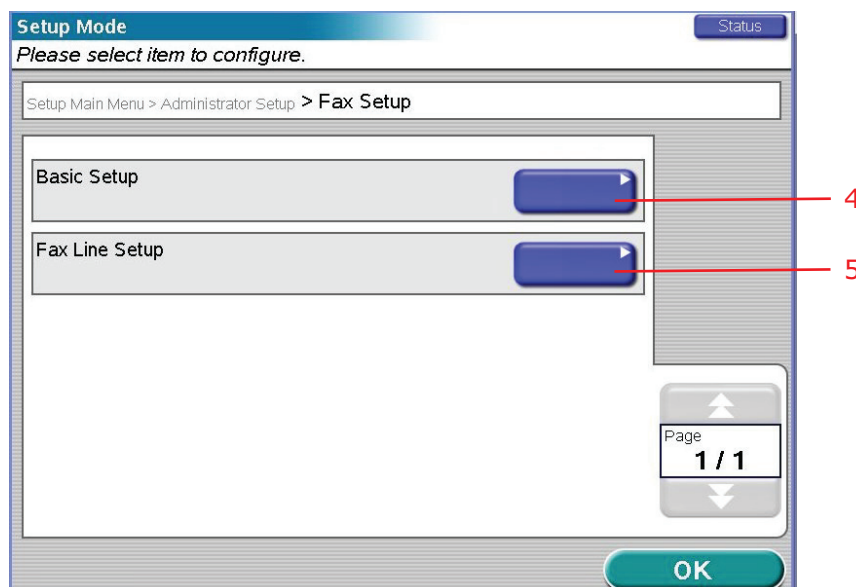 Setup Mode
Status
Please select item to configure.
Setup Main Menu > Administrator Setup > Fax Setup
Basic Setup
4
Fax Line Setup
5
Page
1 / 1
OK